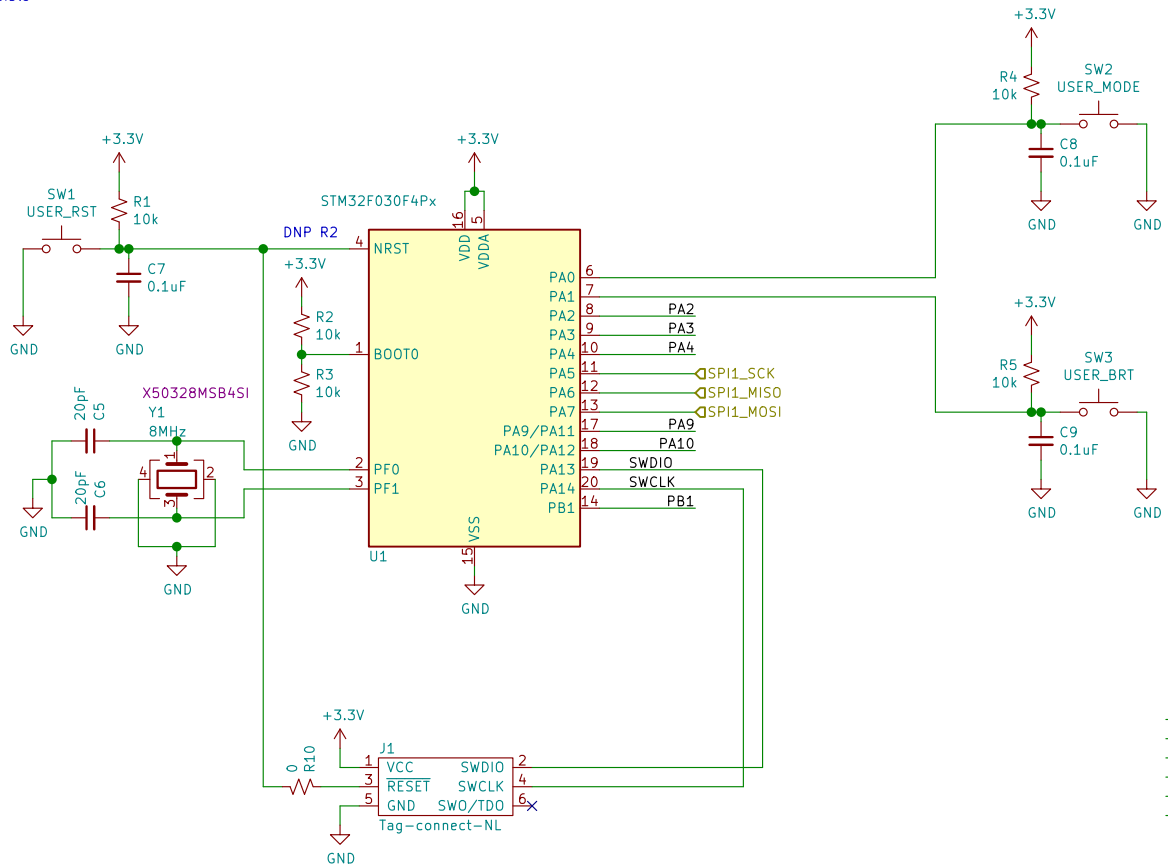 +3.3V
R4
10k
SW2
USER_MODE
C8
0.1uF
GND
GND
+3.3V
SW1
USER_RST
R1
10k
C7
0.1uF
GND
GND
+3.3V
STM32F030F4Px
DNP R2
+3.3V
R2
10k
R3
10k
GND
4 NRST
1 BOOT0
2 PF0
3 PF1
16 VDD
5 VDDA
PA0 6
PA1 7
PA2 8 PA2
PA3 9 PA3
PA4 10 PA4
PA5 11 SPI1_SCK
PA6 12 SPI1_MISO
PA7 13 SPI1_MOSI
PA9/PA11 17 PA9
PA10/PA12 18 PA10
PA13 19 SWDIO
PA14 20 SWCLK
PB1 14 PB1
VSS 15
U1
GND
+3.3V
R5
10k
SW3
USER_BRT
C9
0.1uF
GND
GND
X50328MSB4SI
Y1
8MHz
20pF
C5
20pF
C6
1
4
2
3
GND
GND
+3.3V
J1
0
R10
1 VCC SWDIO 2
3 RESET SWCLK 4
5 GND SWO/TDO 6
Tag-connect-NL
GND